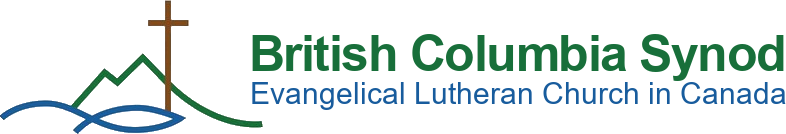 British Columbia Synod
Evangelical Lutheran Church in Canada